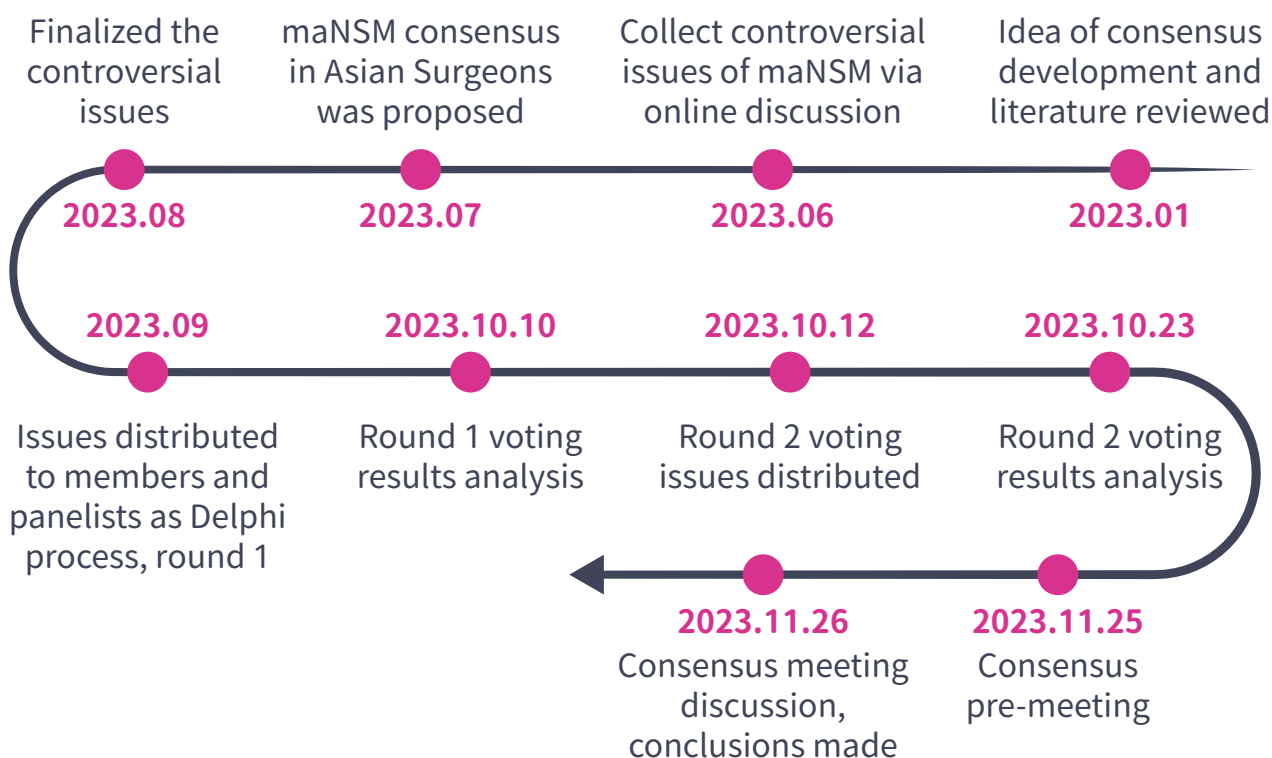 Finalized the
controversial
issues
2023.08
maNSM consensus
in Asian Surgeons
was proposed
2023.07
Collect controversial
issues of maNSM via
online discussion
2023.06
Idea of consensus
development and
literature reviewed
2023.01
2023.09
Issues distributed
to members and
panelists as Delphi
process, round 1
2023.10.10
Round 1 voting
results analysis
2023.10.12
Round 2 voting
issues distributed
2023.10.23
Round 2 voting
results analysis
2023.11.26
Consensus meeting
discussion,
conclusions made
2023.11.25
Consensus
pre-meeting